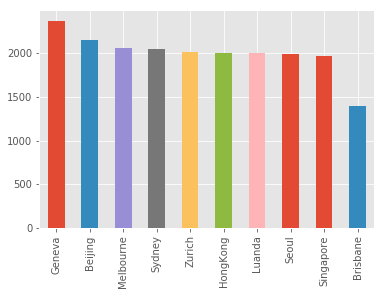 2000
1500
1000
500
0
Geneva
Beijing
Melbourne
Sydney
Zurich
HongKong
Luanda
Seoul
Singapore
Brisbane